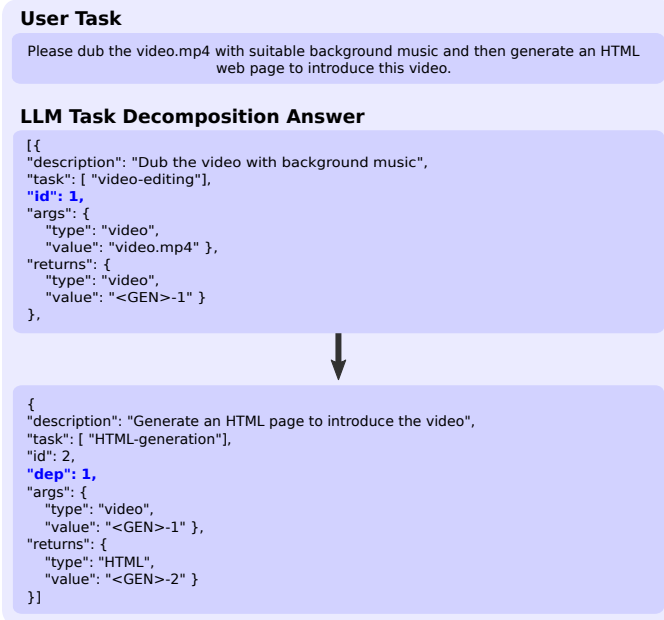 User Task
Please dub the video.mp4 with suitable background music and then generate an HTML
web page to introduce this video.
LLM Task Decomposition Answer
[{
"description": "Dub the video with background music",
"task": [ "video-editing"],
"id": 1,
"args": {
"type": "video",
"value": "video.mp4" },
"returns": {
"type": "video",
"value": "<GEN>-1" }
},
{
"description": "Generate an HTML page to introduce the video",
"task": [ "HTML-generation"],
"id": 2,
"dep": 1,
"args": {
"type": "video",
"value": "<GEN>-1" },
"returns": {
"type": "HTML",
"value": "<GEN>-2" }
}]